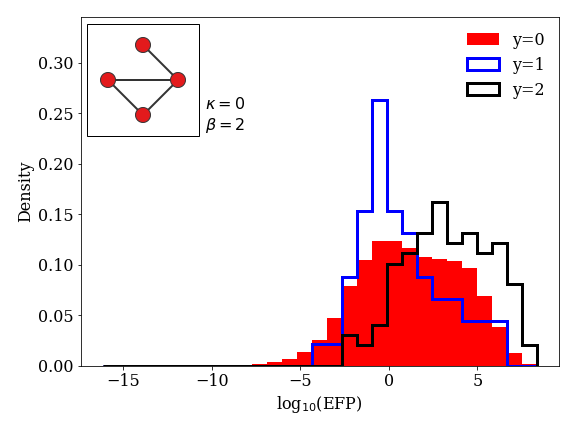 y=0
y=1
y=2
κ = 0
β = 2
Density
0.30
0.25
0.20
0.15
0.10
0.05
0.00
−15
−10
−5
0
5
log₁₀(EFP)